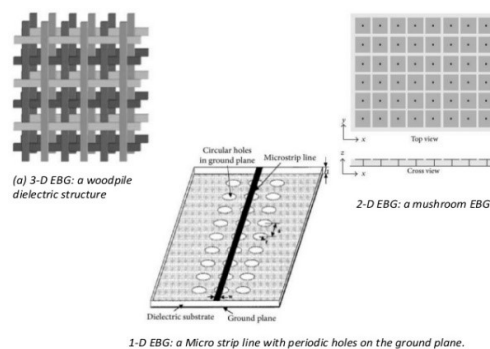 (a) 3-D EBG: a woodpile
dielectric structure
Circular holes
in ground plane
Microstrip line
Dielectric substrate
Ground plane
1-D EBG: a Micro strip line with periodic holes on the ground plane.
y
x
Top view
z
x
Cross view
2-D EBG: a mushroom EBG